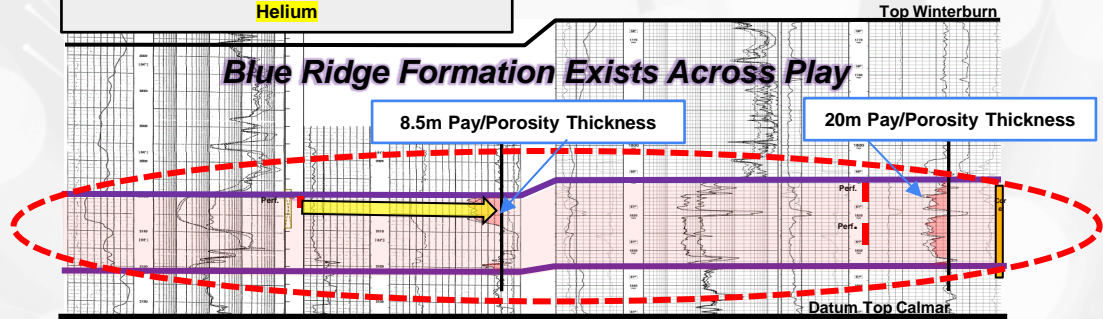 Helium
Top Winterburn
Blue Ridge Formation Exists Across Play
8.5m Pay/Porosity Thickness
20m Pay/Porosity Thickness
Perf.
Perf.
Perf.
Cor
e
Datum Top Calmar